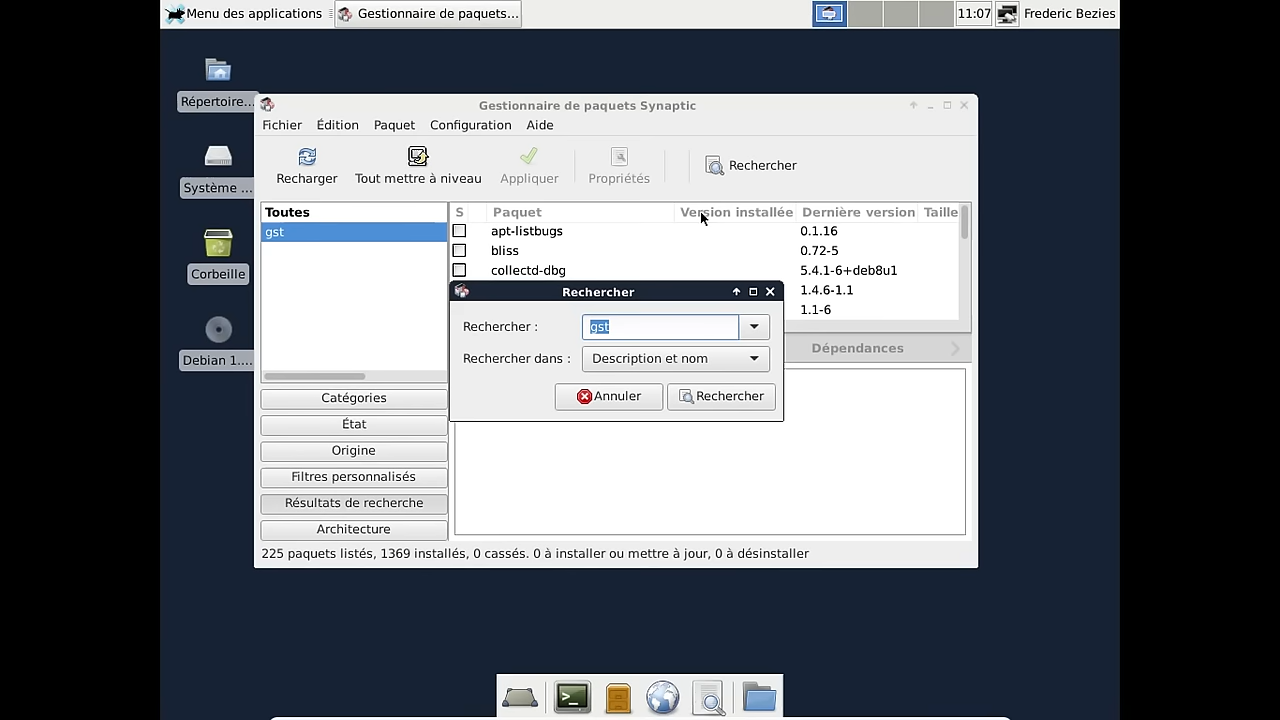 Menu des applications
Gestionnaire de paquets...
11:07
Frederic Bezies
Répertoire...
Système ...
Corbeille
Debian 1....
Gestionnaire de paquets Synaptic
Fichier Édition Paquet Configuration Aide
Recharger Tout mettre à niveau Appliquer Propriétés Rechercher
Toutes
gst
S Paquet Version installée Dernière version Taille
apt-listbugs 0.1.16
bliss 0.72-5
collectd-dbg 5.4.1-6+deb8u1
1.4.6-1.1
1.1-6
Rechercher
Rechercher : gst
Rechercher dans : Description et nom
Annuler Rechercher
Dépendances
Catégories
État
Origine
Filtres personnalisés
Résultats de recherche
Architecture
225 paquets listés, 1369 installés, 0 cassés. 0 à installer ou mettre à jour, 0 à désinstaller